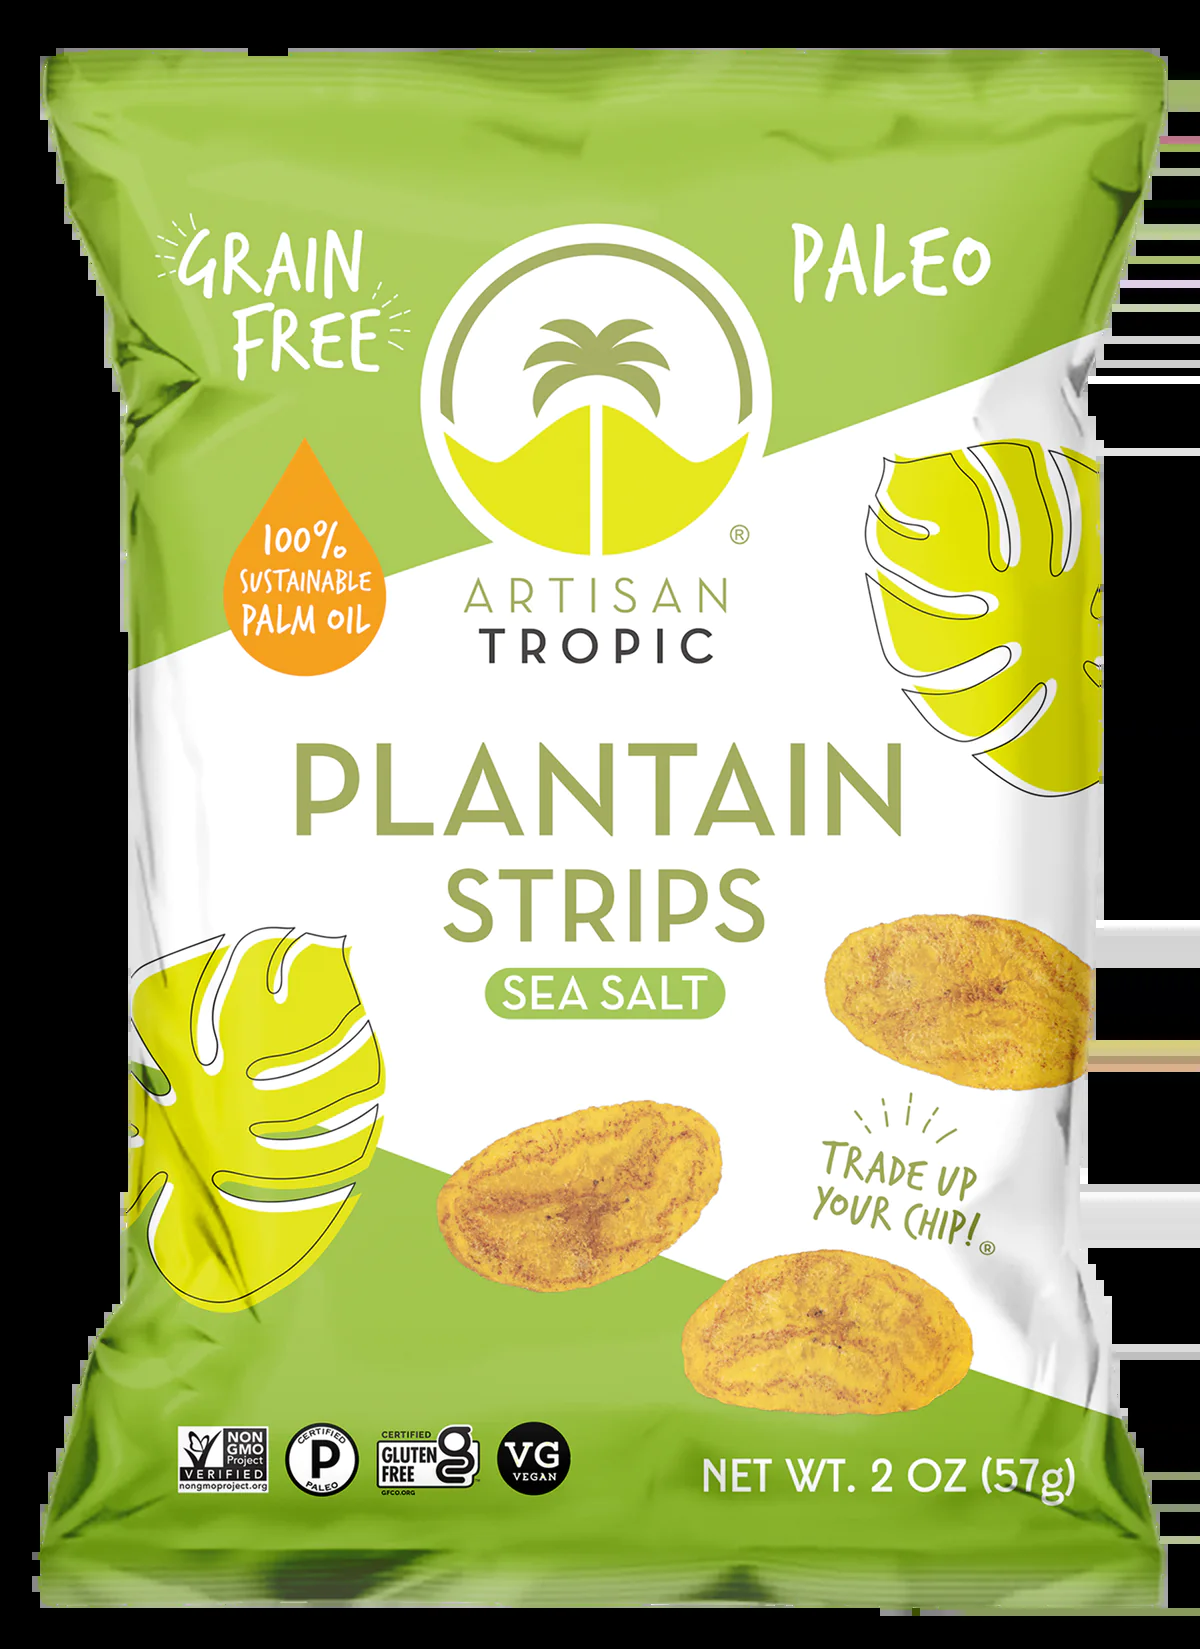 GRAIN
FREE
PALEO
100%
SUSTAINABLE
PALM OIL
®
ARTISAN
TROPIC
PLANTAIN
STRIPS
SEA SALT
TRADE UP
YOUR CHIP!®
NON
GMO
Project
VERIFIED
nongmoproject.org
CERTIFIED
P
PALEO
CERTIFIED
GLUTEN
FREE
g
GFCO.ORG
VG
VEGAN
NET WT. 2 OZ (57g)